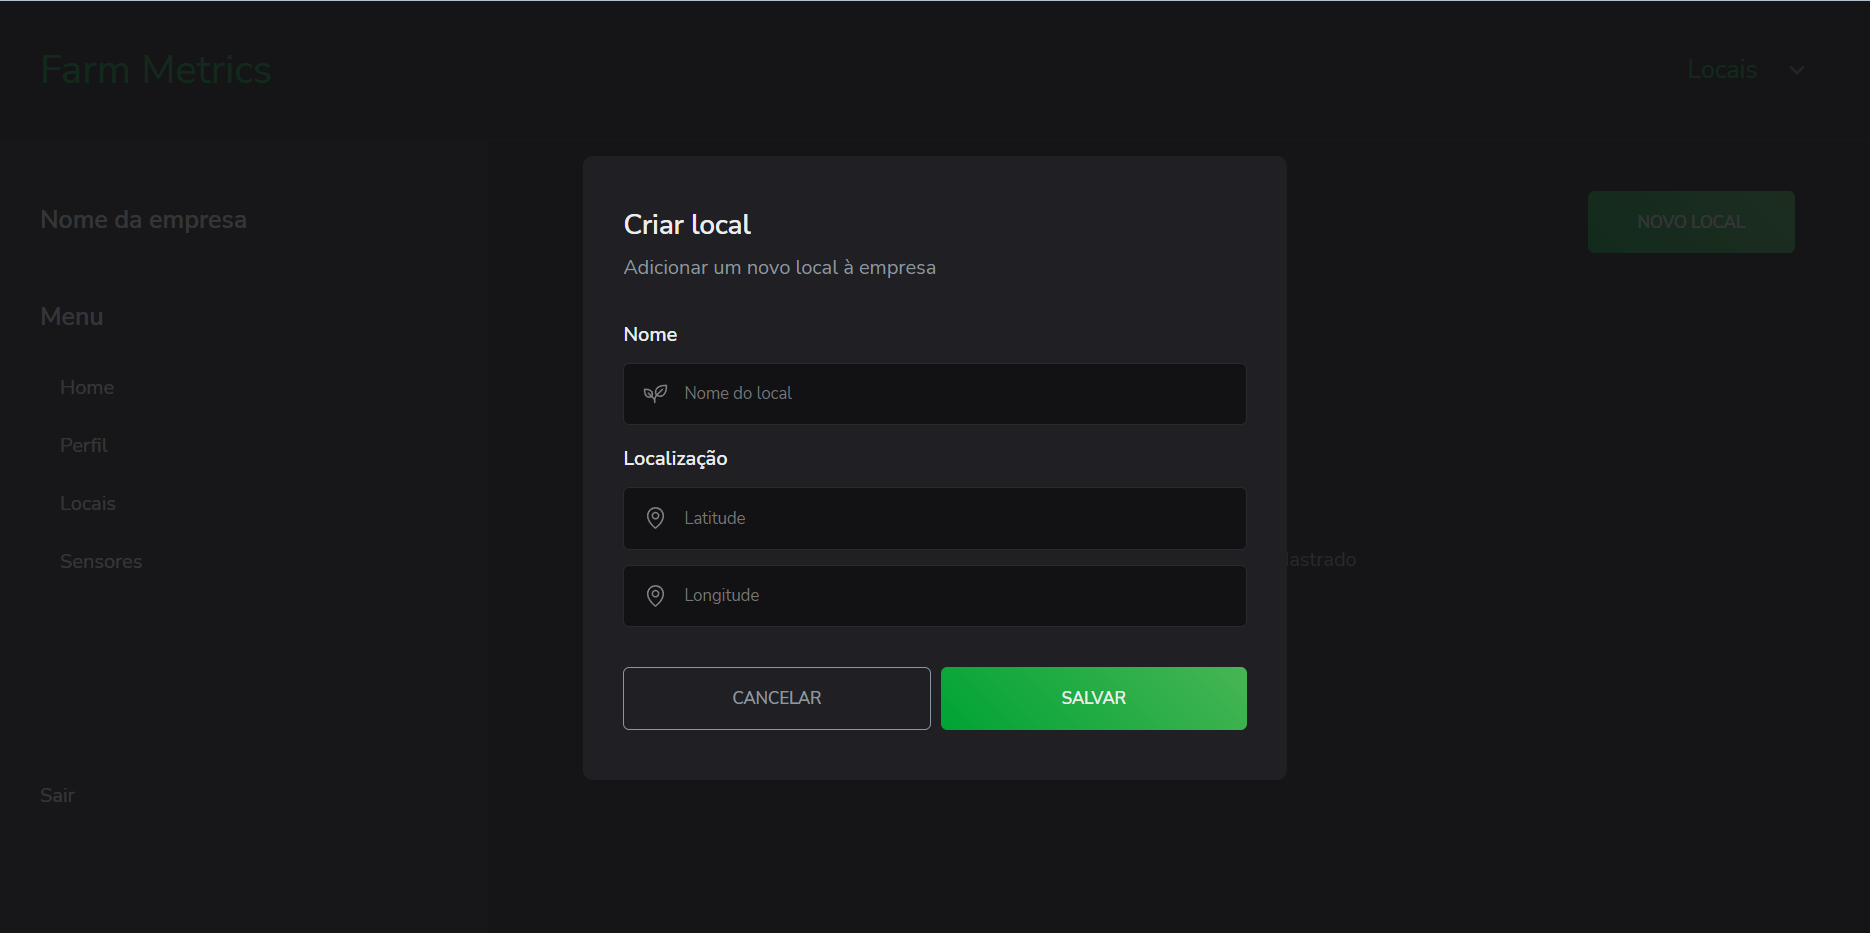 Farm Metrics
Locais
Nome da empresa
NOVO LOCAL
Menu
Home
Perfil
Locais
Sensores
Sair
Criar local
Adicionar um novo local à empresa
Nome
Nome do local
Localização
Latitude
Longitude
CANCELAR
SALVAR